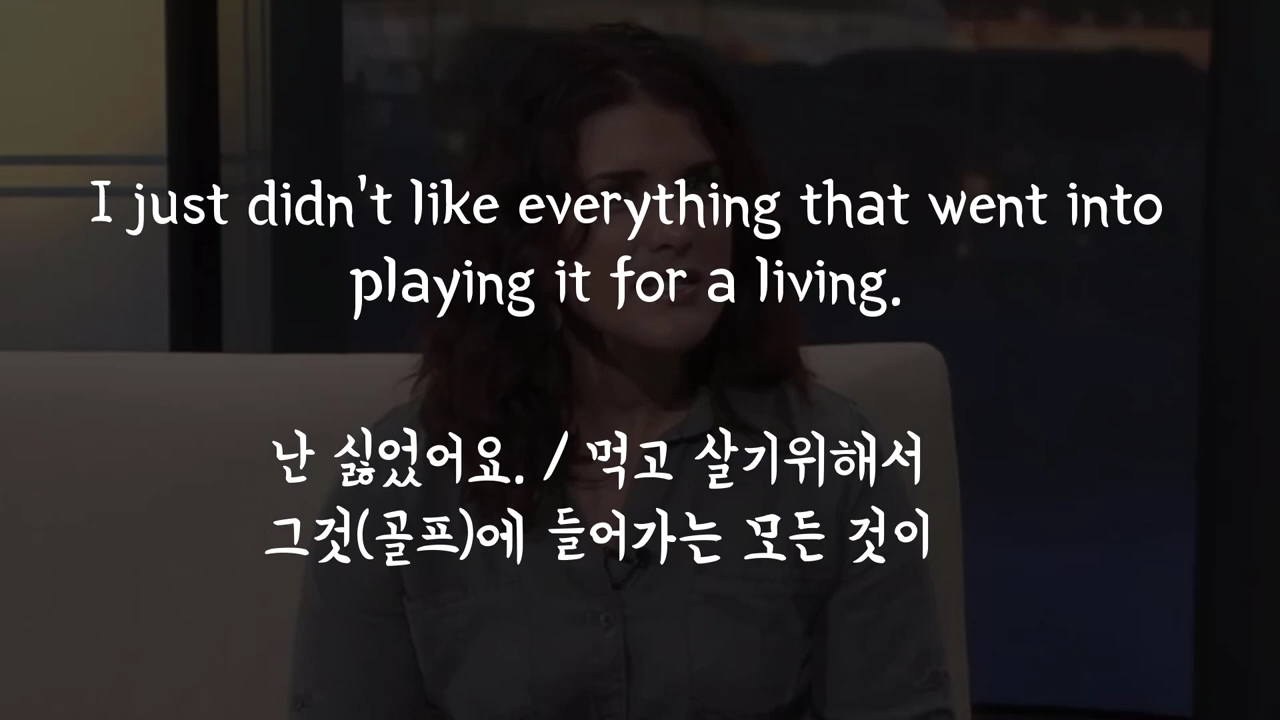 I just didn't like everything that went into
playing it for a living.
난 싫었어요. / 먹고 살기위해서
그것(골프)에 들어가는 모든 것이